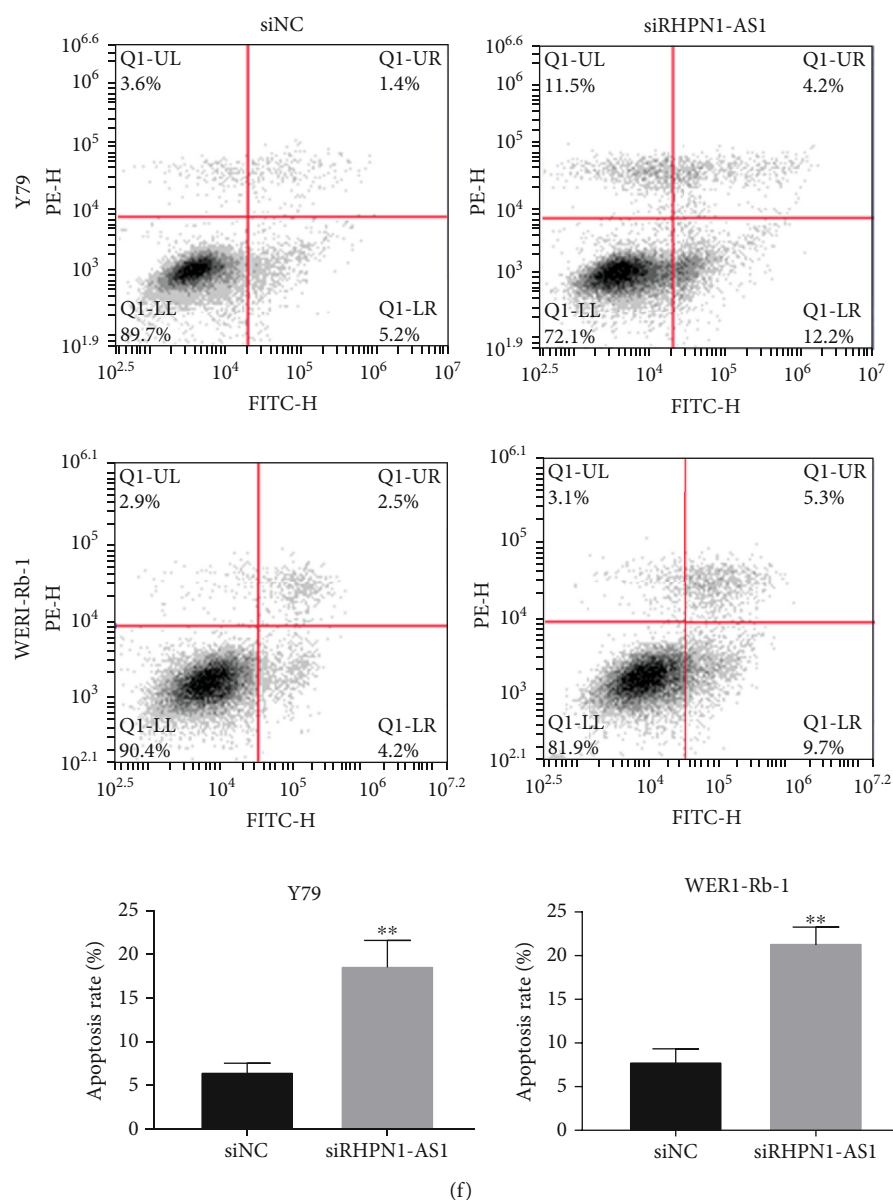 siNC
siRHPN1-AS1
Y79
PE-H
10^6.6
10^6
10^5
10^4
10^3
10^1.9
Q1-UL
3.6%
Q1-UR
1.4%
Q1-LL
89.7%
Q1-LR
5.2%
10^2.5 10^4 10^5 10^6 10^7
FITC-H
PE-H
10^6.6
10^6
10^5
10^4
10^3
10^1.9
Q1-UL
11.5%
Q1-UR
4.2%
Q1-LL
72.1%
Q1-LR
12.2%
10^2.5 10^4 10^5 10^6 10^7
FITC-H
WERI-Rb-1
PE-H
10^6.1
10^5
10^4
10^3
10^2.1
Q1-UL
2.9%
Q1-UR
2.5%
Q1-LL
90.4%
Q1-LR
4.2%
10^2.5 10^4 10^5 10^6 10^7.2
FITC-H
PE-H
10^6.1
10^5
10^4
10^3
10^2.1
Q1-UL
3.1%
Q1-UR
5.3%
Q1-LL
81.9%
Q1-LR
9.7%
10^2.5 10^4 10^5 10^6 10^7.2
FITC-H
Y79
Apoptosis rate (%)
25
20
15
10
5
0
**
siNC siRHPN1-AS1
WER1-Rb-1
Apoptosis rate (%)
25
20
15
10
5
0
**
siNC siRHPN1-AS1
(f)